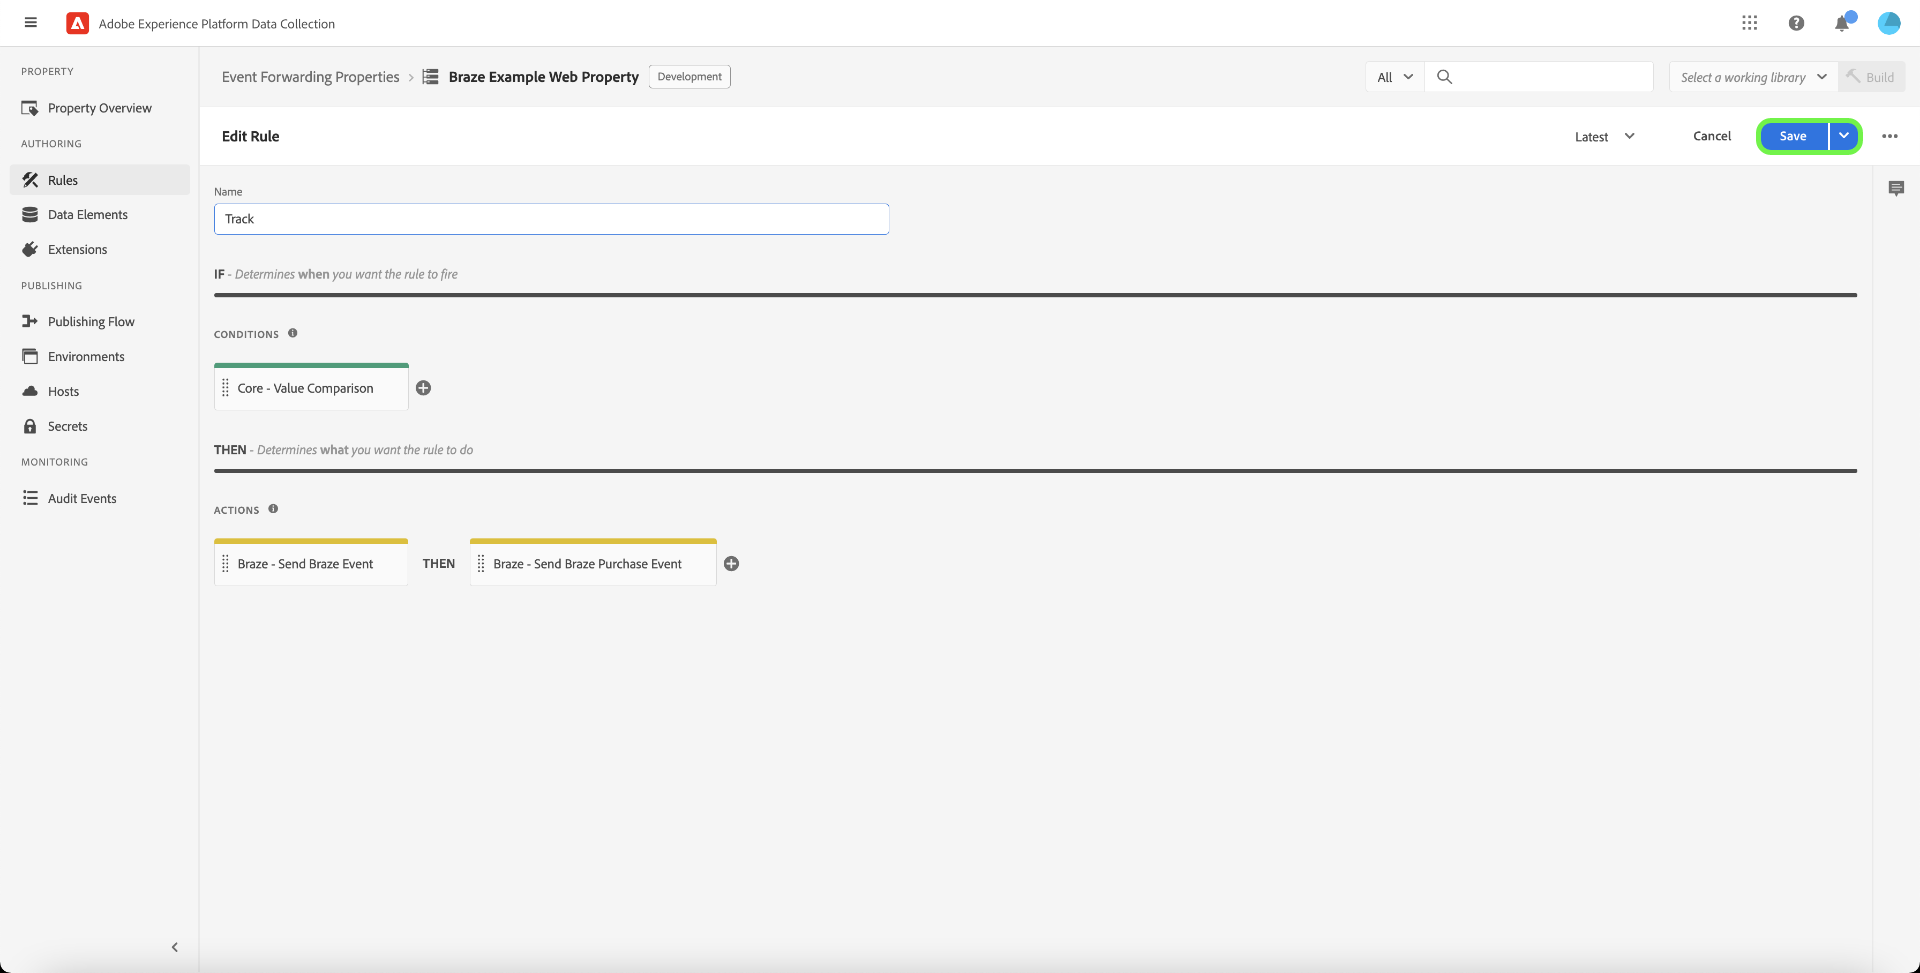 Adobe Experience Platform Data Collection
PROPERTY
Property Overview
AUTHORING
Rules
Data Elements
Extensions
PUBLISHING
Publishing Flow
Environments
Hosts
Secrets
MONITORING
Audit Events
Event Forwarding Properties › Braze Example Web Property Development
All
Select a working library
Build
Edit Rule
Latest
Cancel
Save
Name
Track
IF - Determines when you want the rule to fire
CONDITIONS
Core - Value Comparison
THEN - Determines what you want the rule to do
ACTIONS
Braze - Send Braze Event THEN Braze - Send Braze Purchase Event